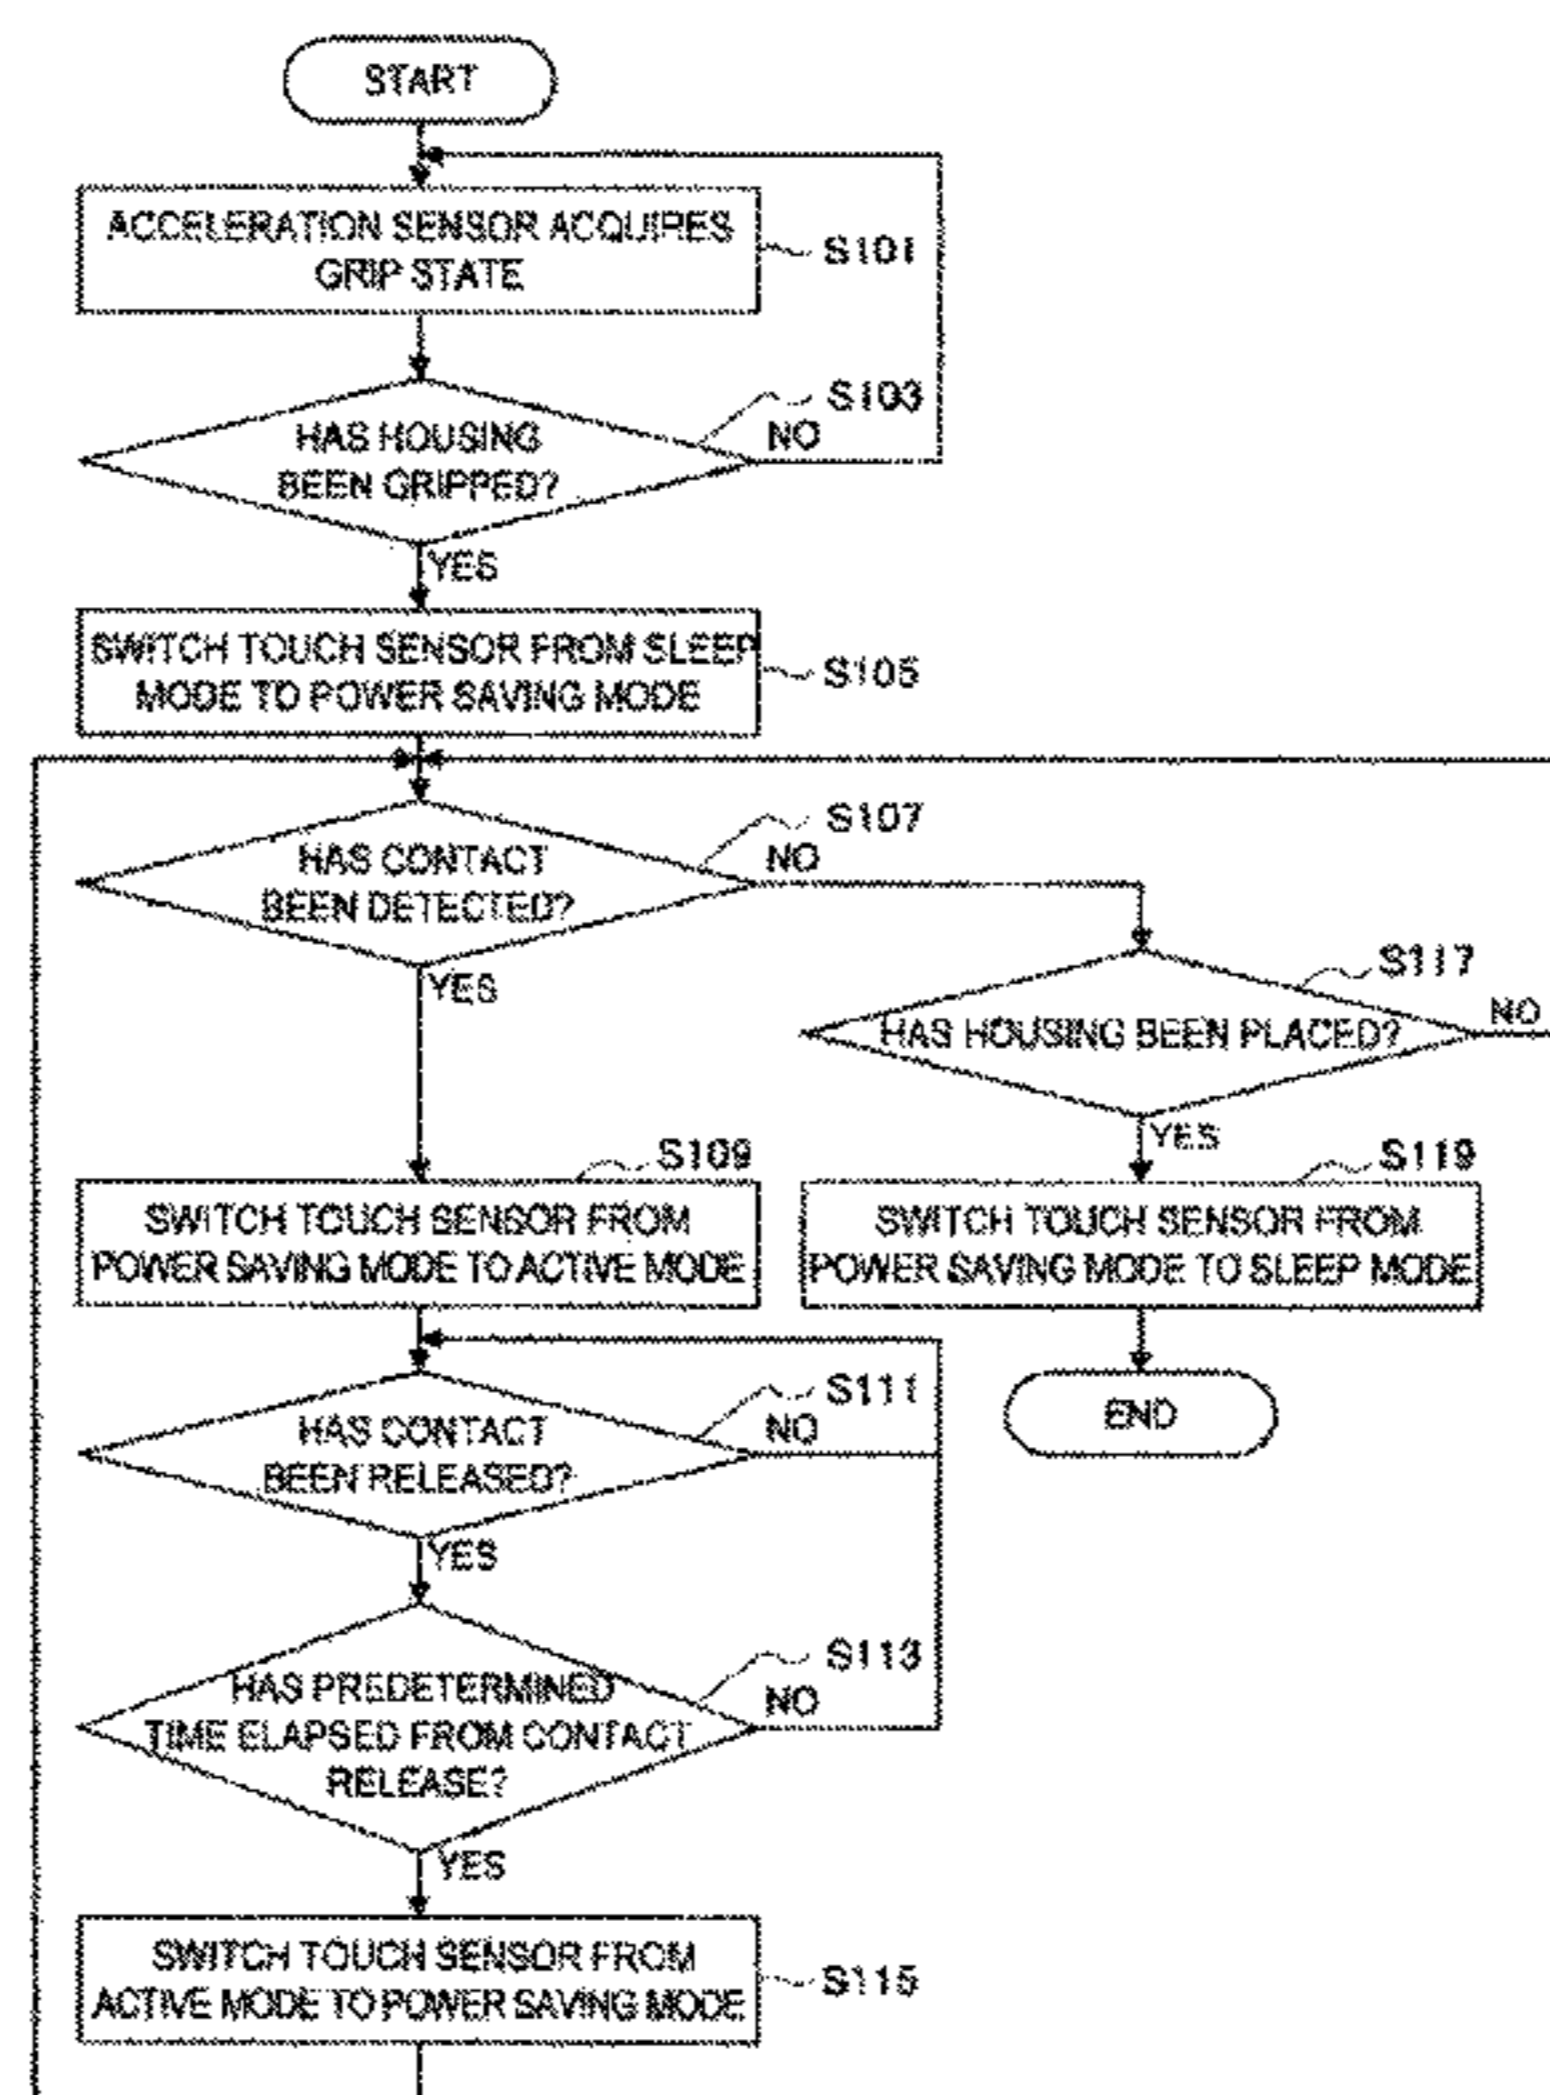 START
ACCELERATION SENSOR ACQUIRES
GRIP STATE
S101
S103
HAS HOUSING
BEEN GRIPPED?
NO
YES
SWITCH TOUCH SENSOR FROM SLEEP
MODE TO POWER SAVING MODE
S105
S107
HAS CONTACT
BEEN DETECTED?
NO
YES
S117
HAS HOUSING BEEN PLACED?
NO
YES
S109
SWITCH TOUCH SENSOR FROM
POWER SAVING MODE TO ACTIVE MODE
S119
SWITCH TOUCH SENSOR FROM
POWER SAVING MODE TO SLEEP MODE
END
S111
HAS CONTACT
BEEN RELEASED?
NO
YES
S113
HAS PREDETERMINED
TIME ELAPSED FROM CONTACT
RELEASE?
NO
YES
SWITCH TOUCH SENSOR FROM
ACTIVE MODE TO POWER SAVING MODE
S115